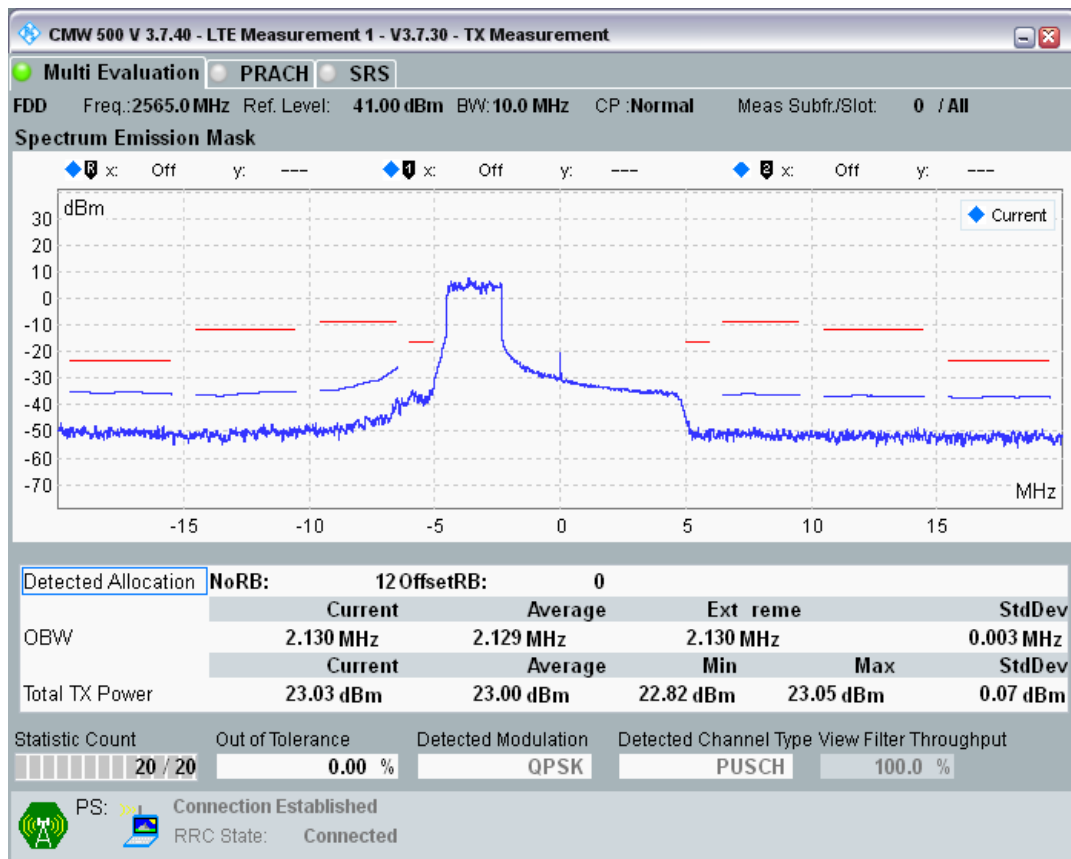 CMW 500 V 3.7.40 - LTE Measurement 1 - V3.7.30 - TX Measurement
Multi Evaluation PRACH SRS
FDD Freq.:2565.0 MHz Ref. Level: 41.00 dBm BW:10.0 MHz CP :Normal Meas Subfr./Slot: 0 / All
Spectrum Emission Mask
R x: Off y: --- 1 x: Off y: --- 2 x: Off y: ---
dBm
Current
30
20
10
0
-10
-20
-30
-40
-50
-60
-70
MHz
-15 -10 -5 0 5 10 15
Detected Allocation NoRB: 12 OffsetRB: 0
Current Average Ext reme StdDev
OBW 2.130 MHz 2.129 MHz 2.130 MHz 0.003 MHz
Current Average Min Max StdDev
Total TX Power 23.03 dBm 23.00 dBm 22.82 dBm 23.05 dBm 0.07 dBm
Statistic Count Out of Tolerance Detected Modulation Detected Channel Type View Filter Throughput
20 / 20 0.00 % QPSK PUSCH 100.0 %
PS: Connection Established
RRC State: Connected